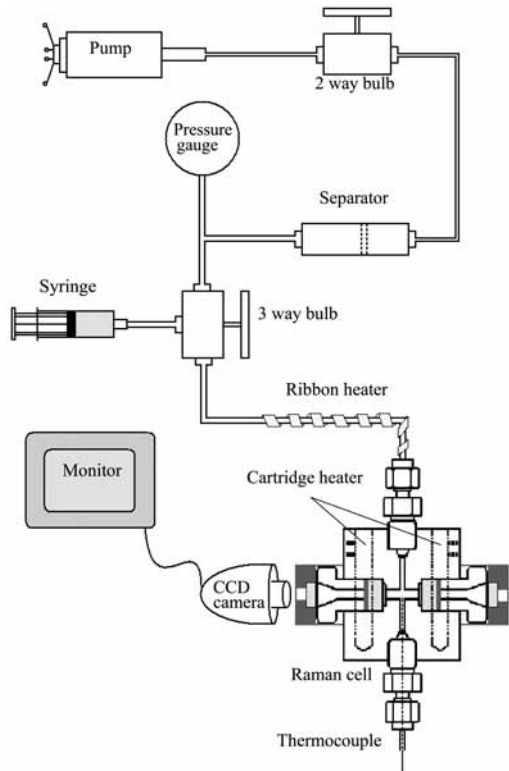 Pump
2 way bulb
Pressure
gauge
Separator
Syringe
3 way bulb
Ribbon heater
Monitor
Cartridge heater
CCD
camera
Raman cell
Thermocouple